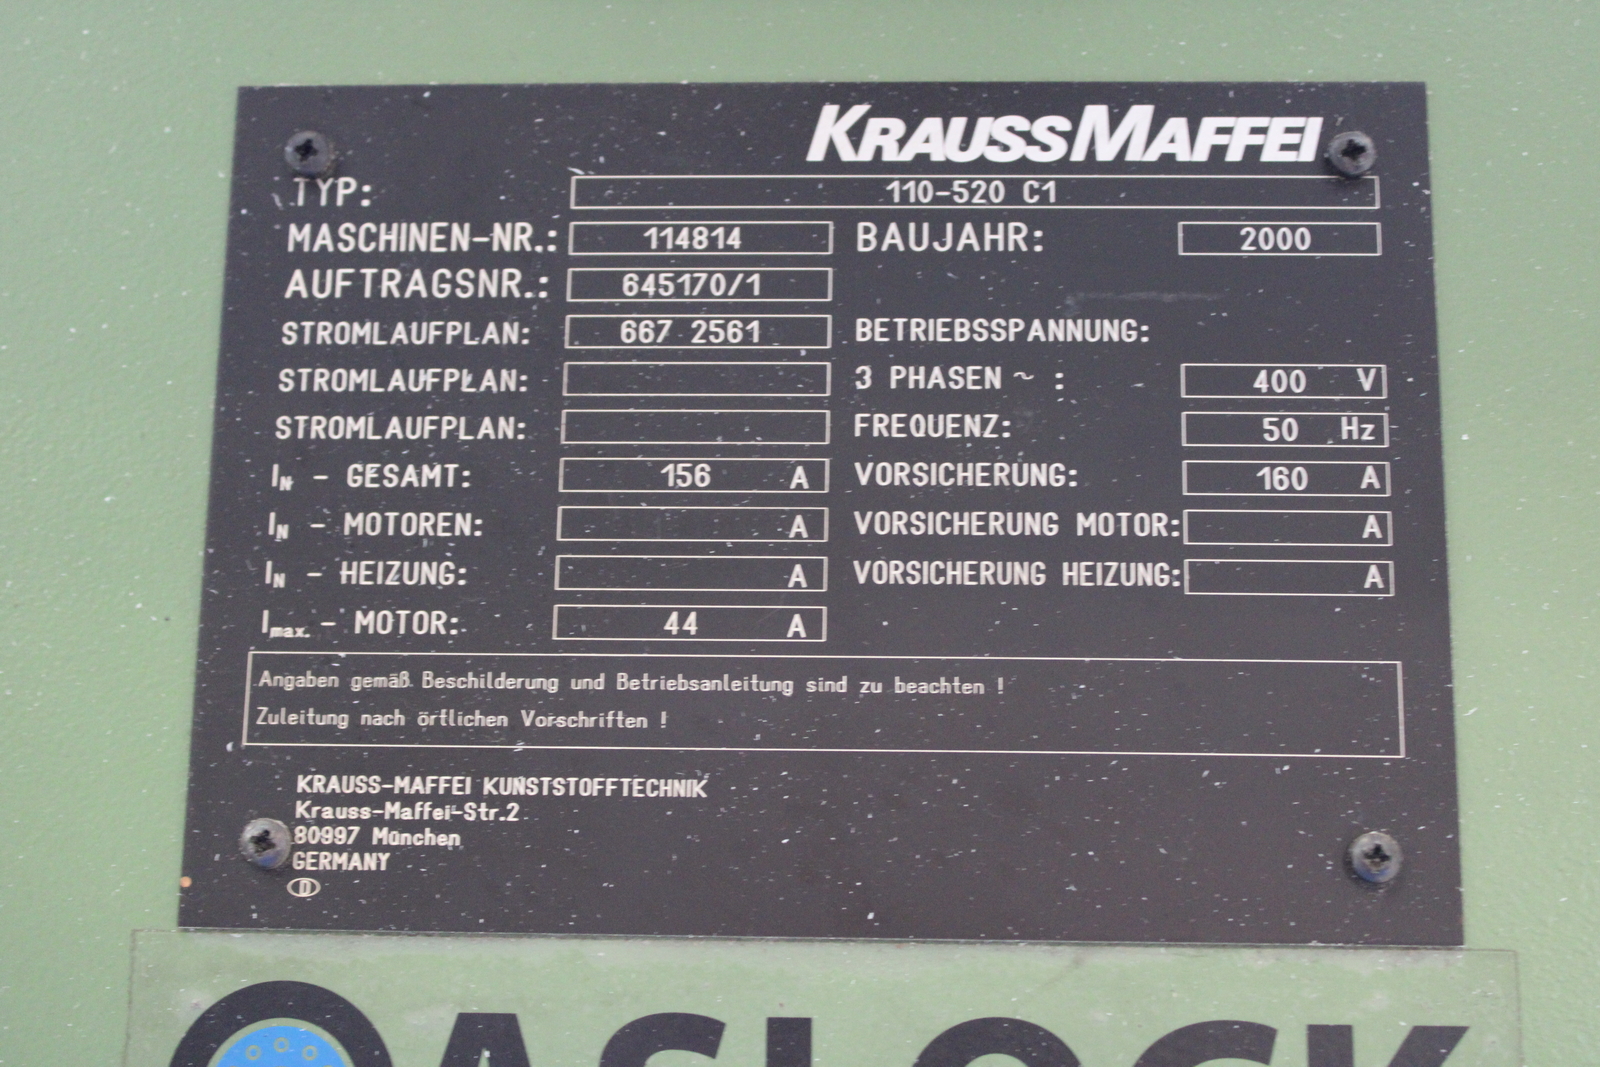 KRAUSSMAFFEI
TYP: 110-520 C1
MASCHINEN-NR.: 114814 BAUJAHR: 2000
AUFTRAGSNR.: 645170/1
STROMLAUFPLAN: 667 2561 BETRIEBSSPANNUNG:
STROMLAUFPLAN: 3 PHASEN ~ : 400 V
STROMLAUFPLAN: FREQUENZ: 50 Hz
IN - GESAMT: 156 A VORSICHERUNG: 160 A
IN - MOTOREN: A VORSICHERUNG MOTOR: A
IN - HEIZUNG: A VORSICHERUNG HEIZUNG: A
Imax. - MOTOR: 44 A
Angaben gemäß Beschilderung und Betriebsanleitung sind zu beachten !
Zuleitung nach örtlichen Vorschriften !
KRAUSS-MAFFEI KUNSTSTOFFTECHNIK
Krauss-Maffei-Str.2
80997 München
GERMANY
D